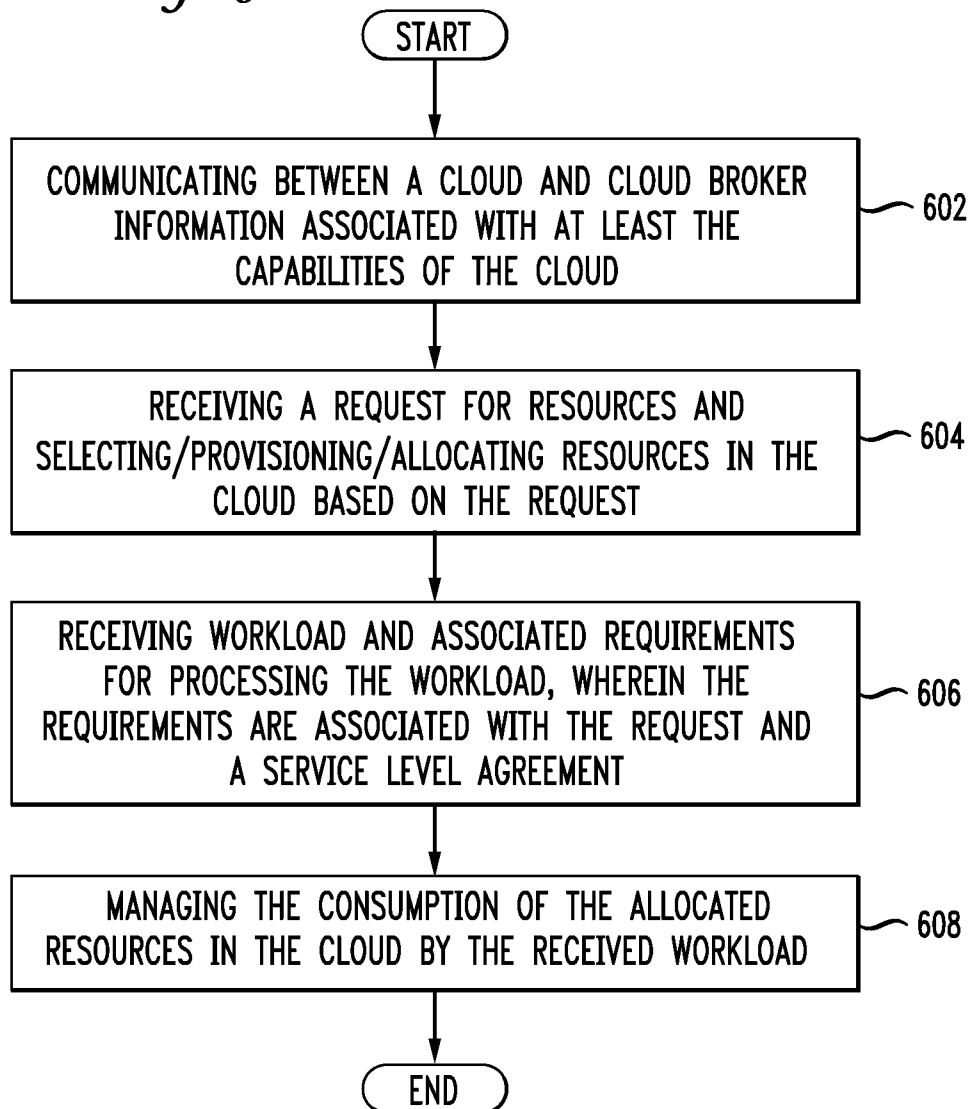 START
COMMUNICATING BETWEEN A CLOUD AND CLOUD BROKER
INFORMATION ASSOCIATED WITH AT LEAST THE
CAPABILITIES OF THE CLOUD
602
RECEIVING A REQUEST FOR RESOURCES AND
SELECTING/PROVISIONING/ALLOCATING RESOURCES IN THE
CLOUD BASED ON THE REQUEST
604
RECEIVING WORKLOAD AND ASSOCIATED REQUIREMENTS
FOR PROCESSING THE WORKLOAD, WHEREIN THE
REQUIREMENTS ARE ASSOCIATED WITH THE REQUEST AND
A SERVICE LEVEL AGREEMENT
606
MANAGING THE CONSUMPTION OF THE ALLOCATED
RESOURCES IN THE CLOUD BY THE RECEIVED WORKLOAD
608
END